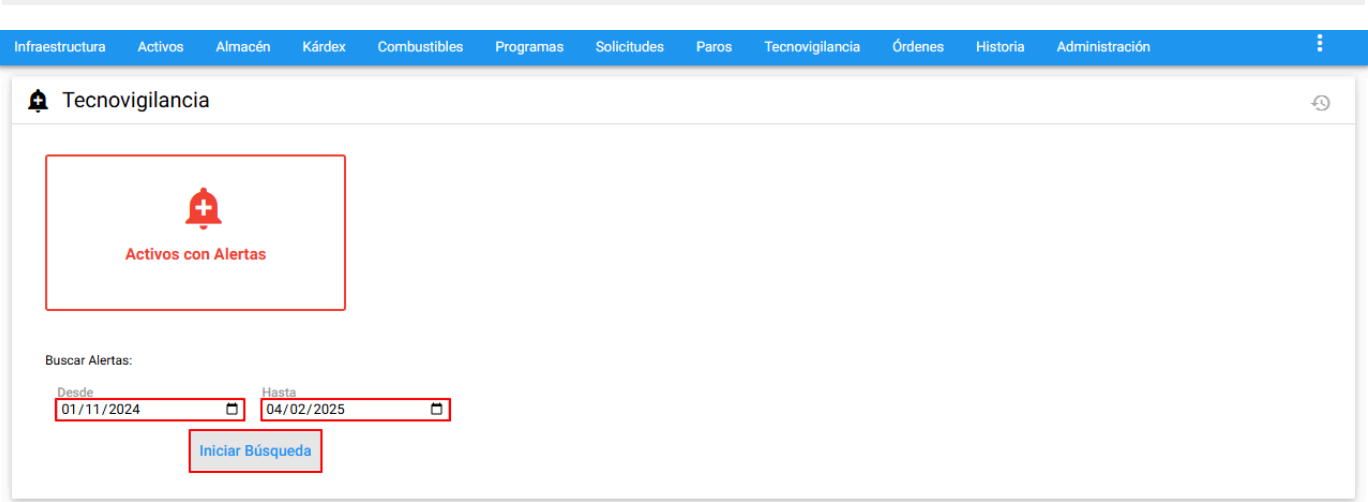 Infraestructura Activos Almacén Kárdex Combustibles Programas Solicitudes Paros Tecnovigilancia Órdenes Historia Administración
Tecnovigilancia
Activos con Alertas
Buscar Alertas:
Desde Hasta
01/11/2024 04/02/2025
Iniciar Búsqueda